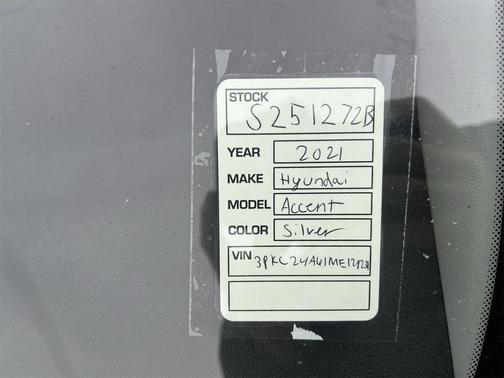 STOCK S251272B
YEAR 2021
MAKE Hyundai
MODEL Accent
COLOR Silver
VIN